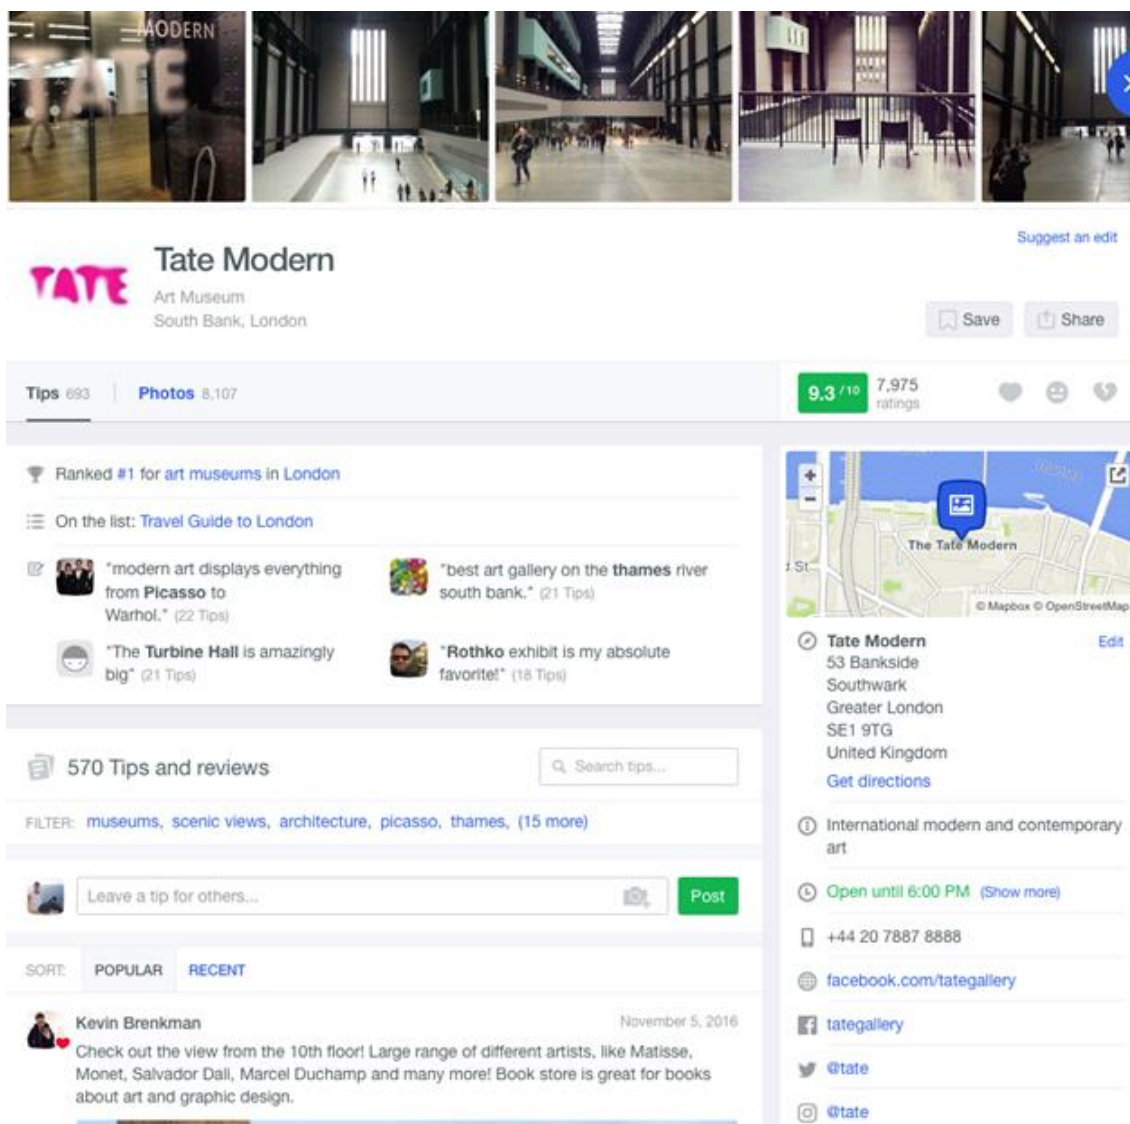 MODERN
TATE
TATE
Tate Modern
Art Museum
South Bank, London
Suggest an edit
Save
Share
Tips 693
Photos 8,107
9.3 /10
7,975
ratings
Ranked #1 for art museums in London
On the list: Travel Guide to London
"modern art displays everything
from Picasso to
Warhol." (22 Tips)
"best art gallery on the thames river
south bank." (21 Tips)
"The Turbine Hall is amazingly
big" (21 Tips)
"Rothko exhibit is my absolute
favorite!" (18 Tips)
570 Tips and reviews
Search tips...
FILTER: museums, scenic views, architecture, picasso, thames, (15 more)
Leave a tip for others...
Post
SORT: POPULAR RECENT
Kevin Brenkman
November 5, 2016
Check out the view from the 10th floor! Large range of different artists, like Matisse,
Monet, Salvador Dali, Marcel Duchamp and many more! Book store is great for books
about art and graphic design.
+
-
The Tate Modern
St
© Mapbox © OpenStreetMap
Tate Modern
Edit
53 Bankside
Southwark
Greater London
SE1 9TG
United Kingdom
Get directions
International modern and contemporary
art
Open until 6:00 PM (Show more)
+44 20 7887 8888
facebook.com/tategallery
tategallery
@tate
@tate